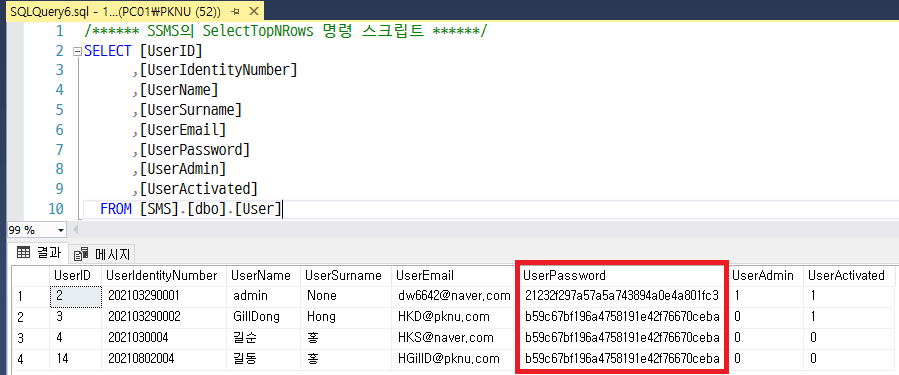 SQLQuery6.sql - 1...(PC01₩PKNU (52))*
/****** SSMS의 SelectTopNRows 명령 스크립트 ******/
1
2 SELECT [UserID]
3 ,[UserIdentityNumber]
4 ,[UserName]
5 ,[UserSurname]
6 ,[UserEmail]
7 ,[UserPassword]
8 ,[UserAdmin]
9 ,[UserActivated]
10 FROM [SMS].[dbo].[User]
99 %
결과 메시지
UserID UserIdentityNumber UserName UserSurname UserEmail UserPassword UserAdmin UserActivated
1 2 202103290001 admin None dw6642@naver.com 21232f297a57a5a743894a0e4a801fc3 1 1
2 3 202103290002 GillDong Hong HKD@pknu.com b59c67bf196a4758191e42f76670ceba 0 1
3 4 2021030004 길순 홍 HKS@naver.com b59c67bf196a4758191e42f76670ceba 0 0
4 14 20210802004 길동 홍 HGillD@pknu.com b59c67bf196a4758191e42f76670ceba 0 0